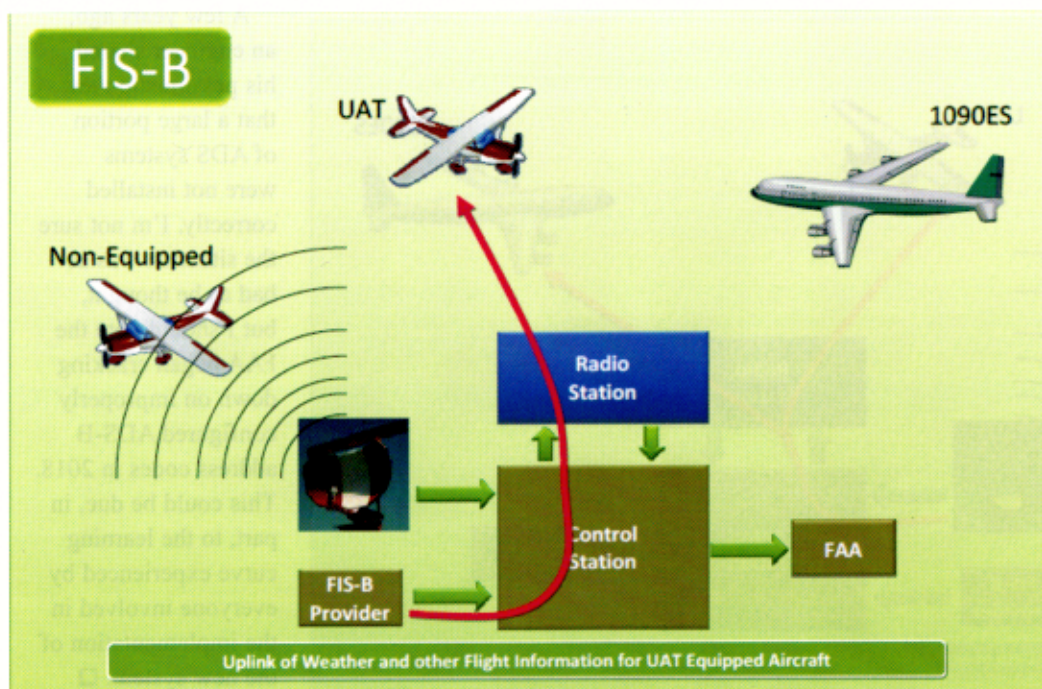 FIS-B
UAT
1090ES
Non-Equipped
Radio
Station
Control
Station
FAA
FIS-B
Provider
Uplink of Weather and other Flight Information for UAT Equipped Aircraft
A few years ago,
his
that a large portion
of ADS systems
were not installed
correctly. I'm not sure
the
had
but the
down on improperly
configured ADS-B
address codes in 2018.
This could be due, in
part, to the learning
curve experienced by
everyone involved in
the implementation of